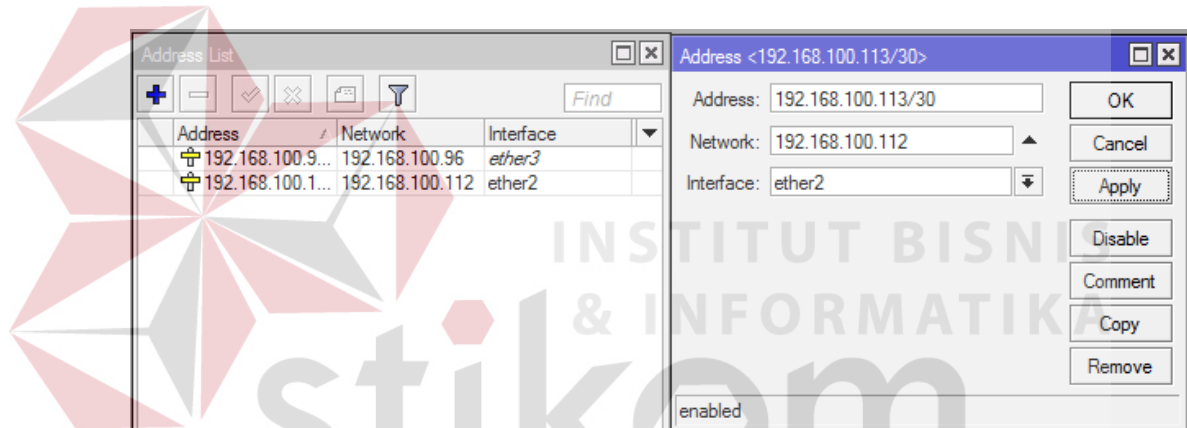 Address List
Find
Address / Network Interface
192.168.100.9... 192.168.100.96 ether3
192.168.100.1... 192.168.100.112 ether2
Address <192.168.100.113/30>
Address: 192.168.100.113/30
Network: 192.168.100.112
Interface: ether2
OK
Cancel
Apply
Disable
Comment
Copy
Remove
enabled
INSTITUT BISNIS
& INFORMATIKA
stikom